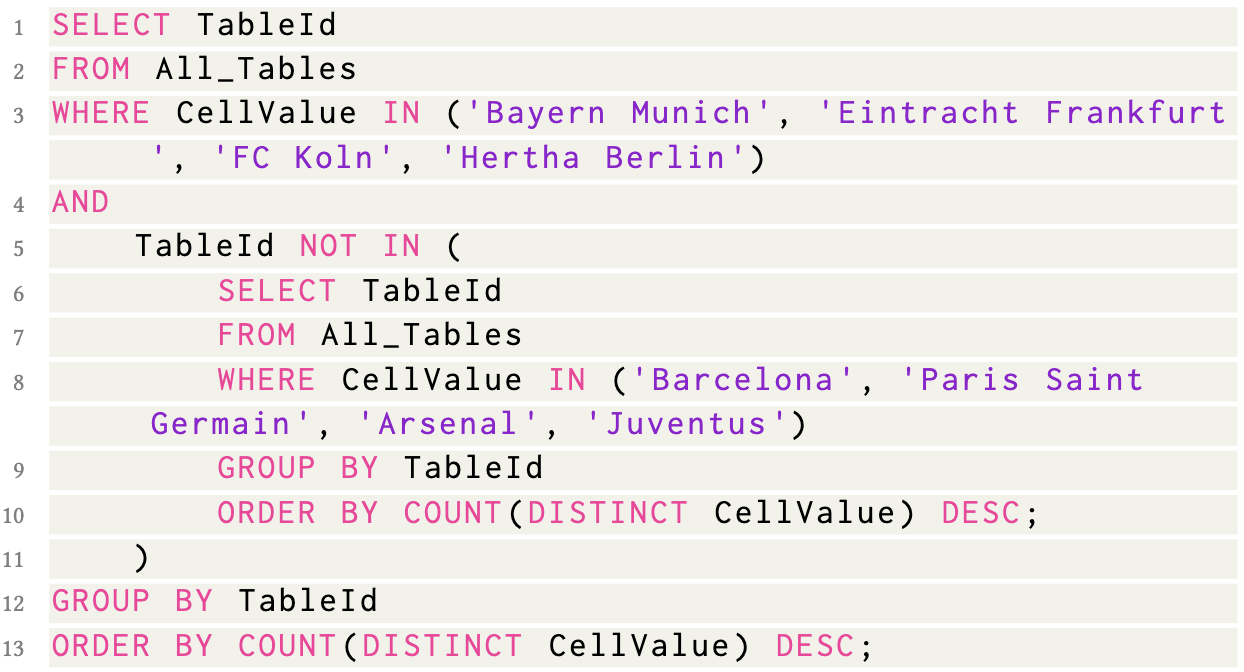 1 SELECT TableId
2 FROM All_Tables
3 WHERE CellValue IN ('Bayern Munich', 'Eintracht Frankfurt
', 'FC Koln', 'Hertha Berlin')
4 AND
5 TableId NOT IN (
6 SELECT TableId
7 FROM All_Tables
8 WHERE CellValue IN ('Barcelona', 'Paris Saint
Germain', 'Arsenal', 'Juventus')
9 GROUP BY TableId
10 ORDER BY COUNT(DISTINCT CellValue) DESC;
11 )
12 GROUP BY TableId
13 ORDER BY COUNT(DISTINCT CellValue) DESC;